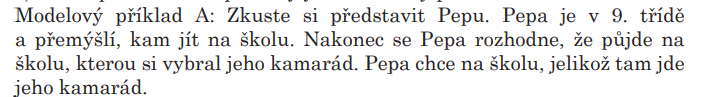 Modelový příklad A: Zkuste si představit Pepu. Pepa je v 9. třídě
a přemýšlí, kam jít na školu. Nakonec se Pepa rozhodne, že půjde na
školu, kterou si vybral jeho kamarád. Pepa chce na školu, jelikož tam jde
jeho kamarád.